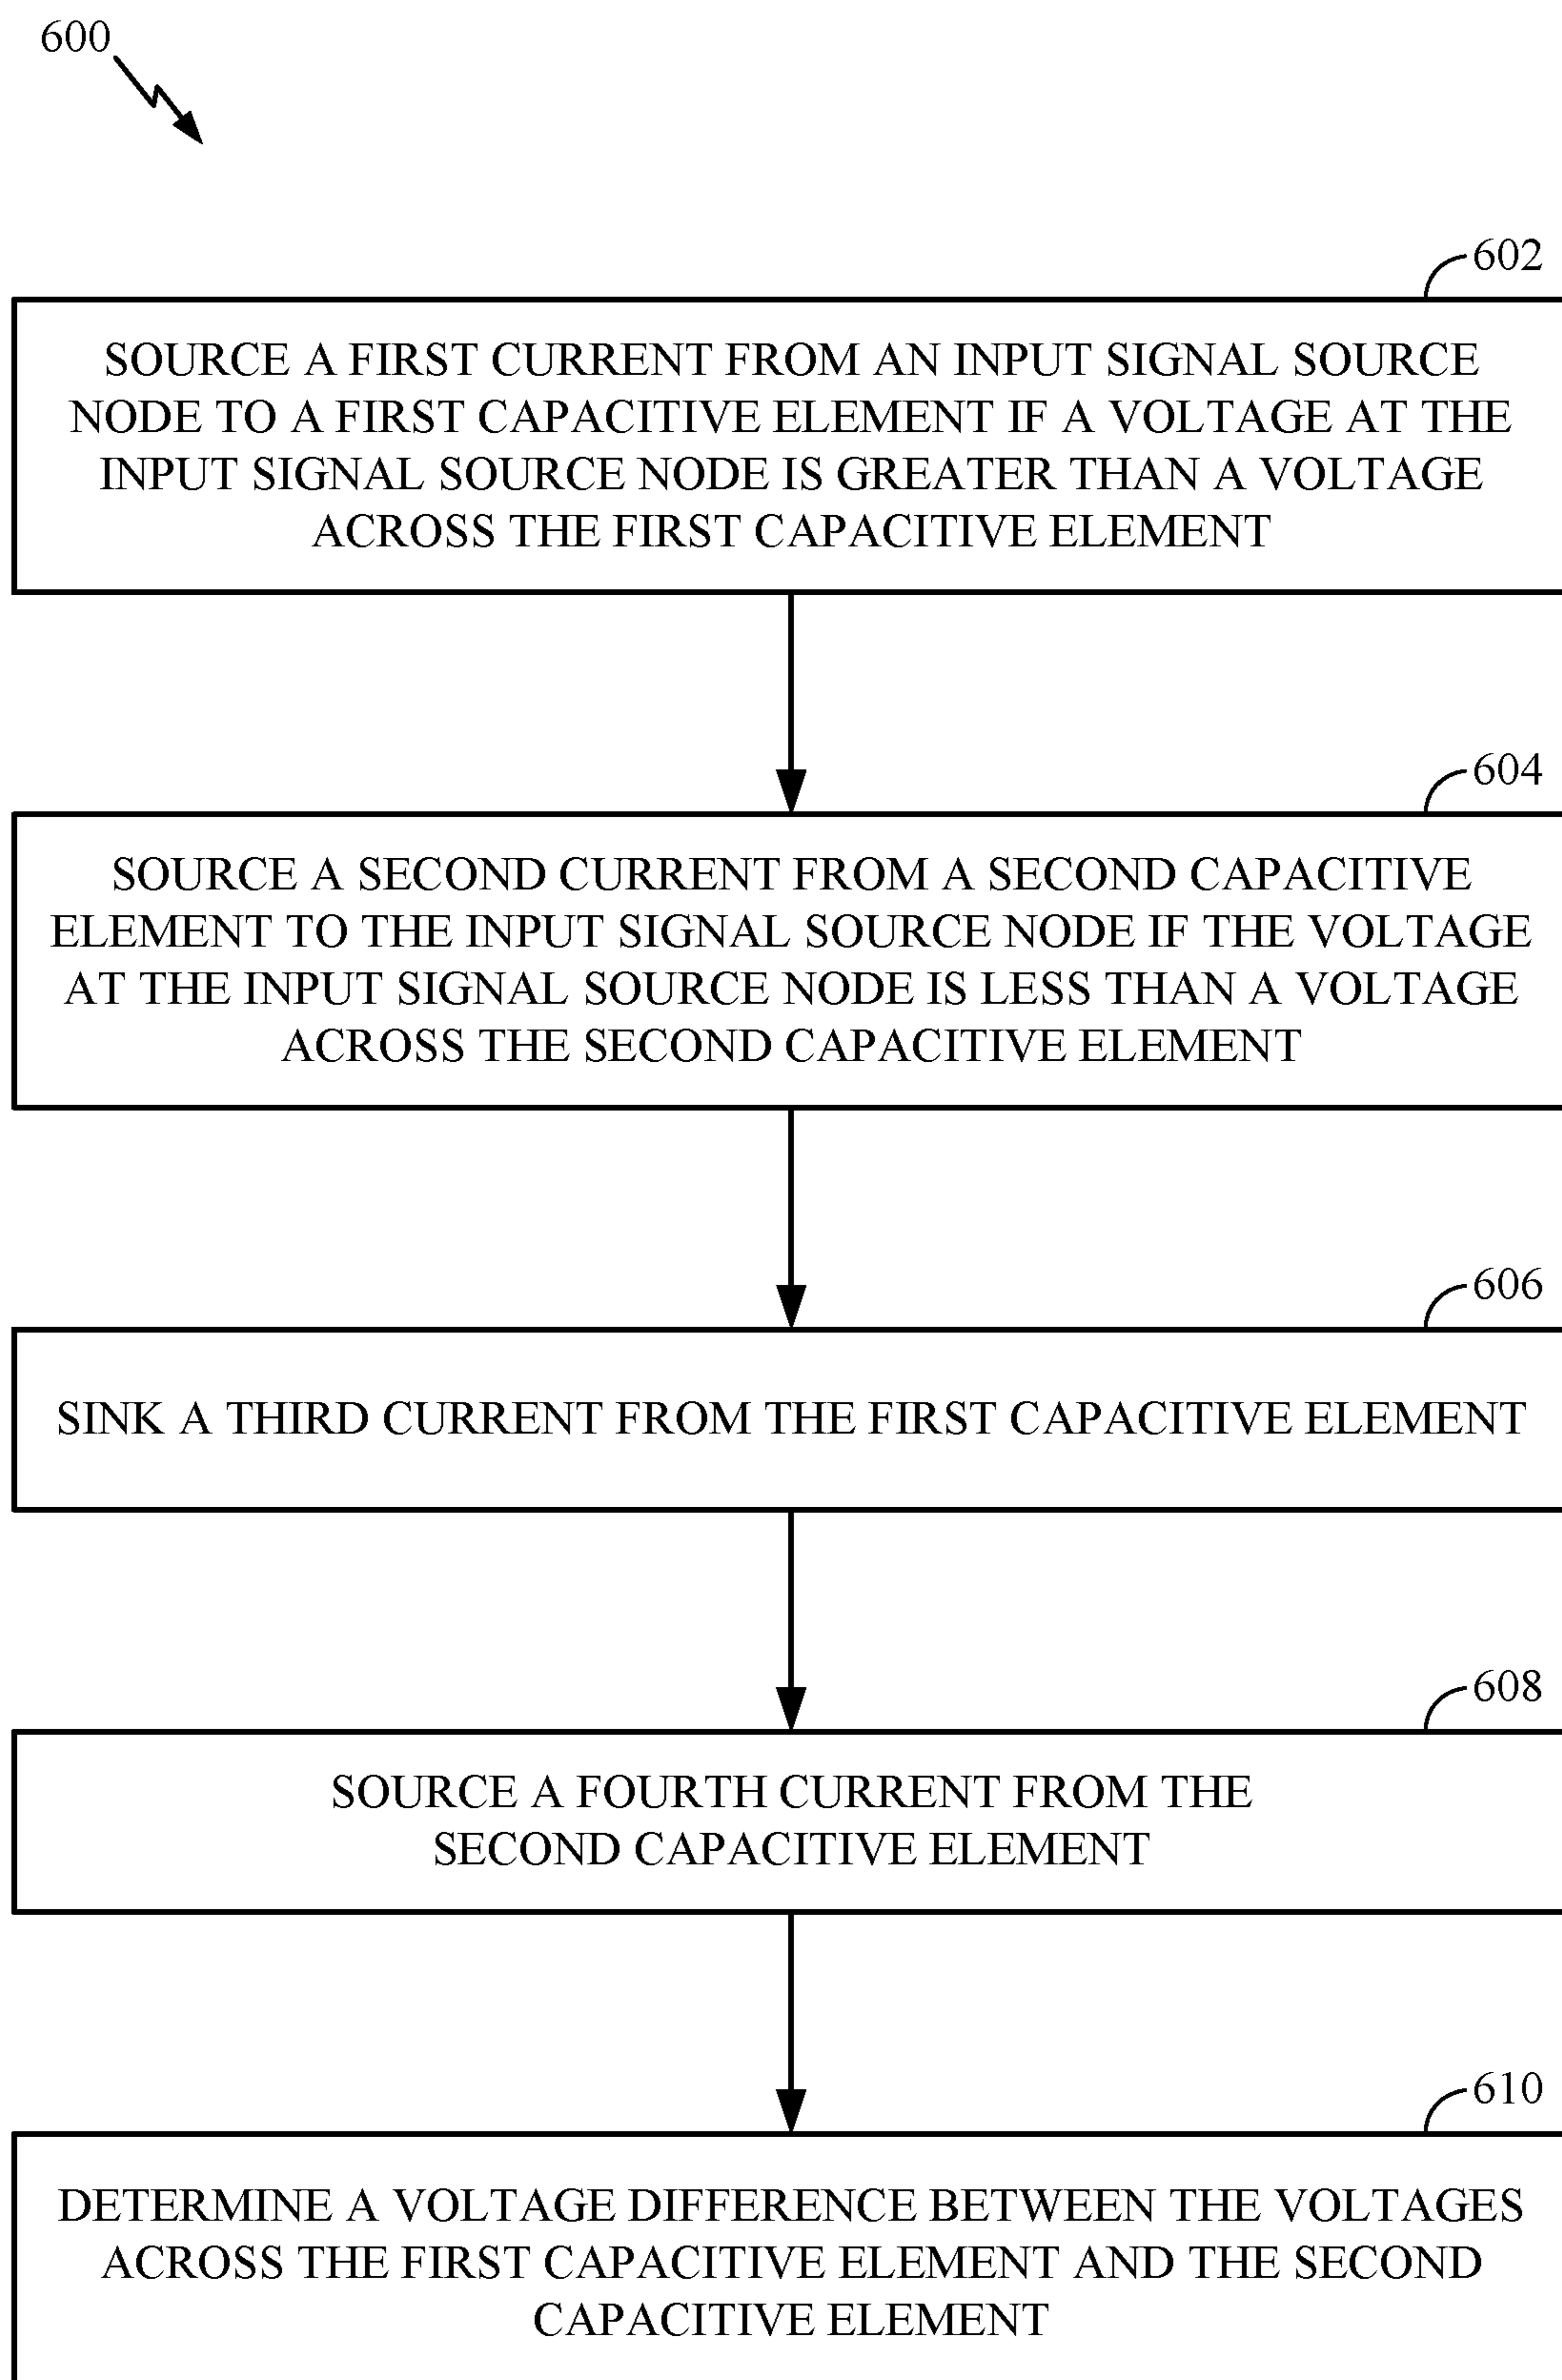 600
602
SOURCE A FIRST CURRENT FROM AN INPUT SIGNAL SOURCE
NODE TO A FIRST CAPACITIVE ELEMENT IF A VOLTAGE AT THE
INPUT SIGNAL SOURCE NODE IS GREATER THAN A VOLTAGE
ACROSS THE FIRST CAPACITIVE ELEMENT
604
SOURCE A SECOND CURRENT FROM A SECOND CAPACITIVE
ELEMENT TO THE INPUT SIGNAL SOURCE NODE IF THE VOLTAGE
AT THE INPUT SIGNAL SOURCE NODE IS LESS THAN A VOLTAGE
ACROSS THE SECOND CAPACITIVE ELEMENT
606
SINK A THIRD CURRENT FROM THE FIRST CAPACITIVE ELEMENT
608
SOURCE A FOURTH CURRENT FROM THE
SECOND CAPACITIVE ELEMENT
610
DETERMINE A VOLTAGE DIFFERENCE BETWEEN THE VOLTAGES
ACROSS THE FIRST CAPACITIVE ELEMENT AND THE SECOND
CAPACITIVE ELEMENT